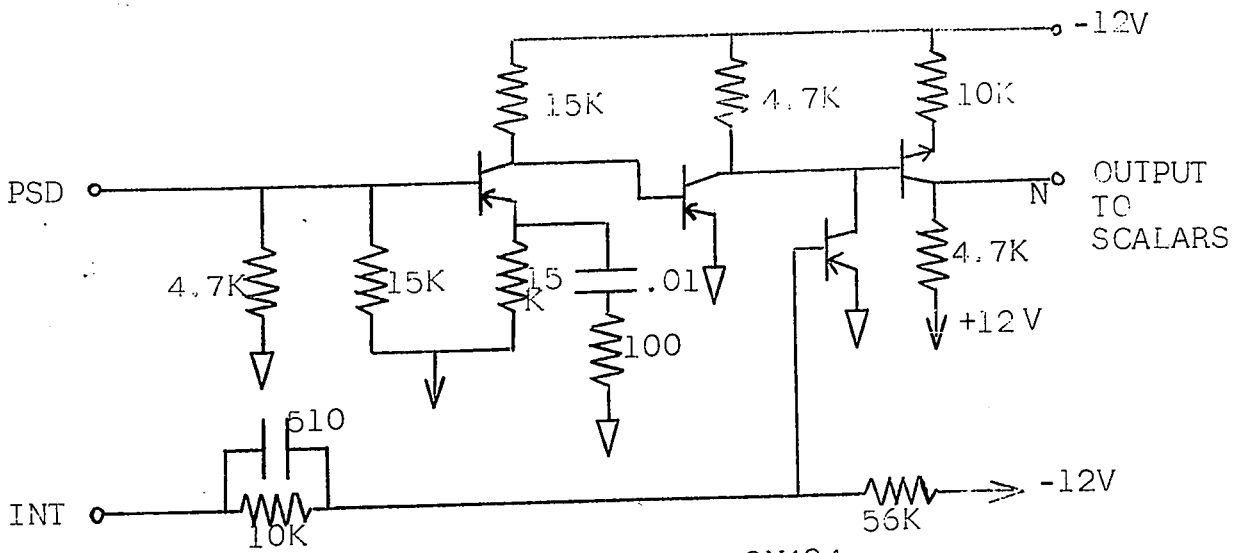 -12V
15K
4.7K
10K
PSD
N
OUTPUT
TO
SCALARS
4.7K
15K
15
K
.01
4.7K
+12V
100
510
INT
10K
56K
-12V